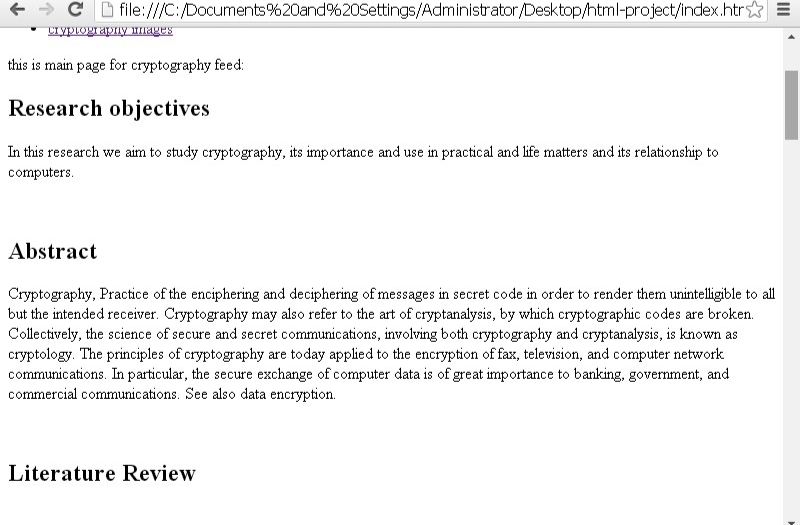 file:///C:/Documents%20and%20Settings/Administrator/Desktop/html-project/index.htm
cryptography images
this is main page for cryptography feed:
Research objectives
In this research we aim to study cryptography, its importance and use in practical and life matters and its relationship to
computers.
Abstract
Cryptography, Practice of the enciphering and deciphering of messages in secret code in order to render them unintelligible to all
but the intended receiver. Cryptography may also refer to the art of cryptanalysis, by which cryptographic codes are broken.
Collectively, the science of secure and secret communications, involving both cryptography and cryptanalysis, is known as
cryptology. The principles of cryptography are today applied to the encryption of fax, television, and computer network
communications. In particular, the secure exchange of computer data is of great importance to banking, government, and
commercial communications. See also data encryption.
Literature Review